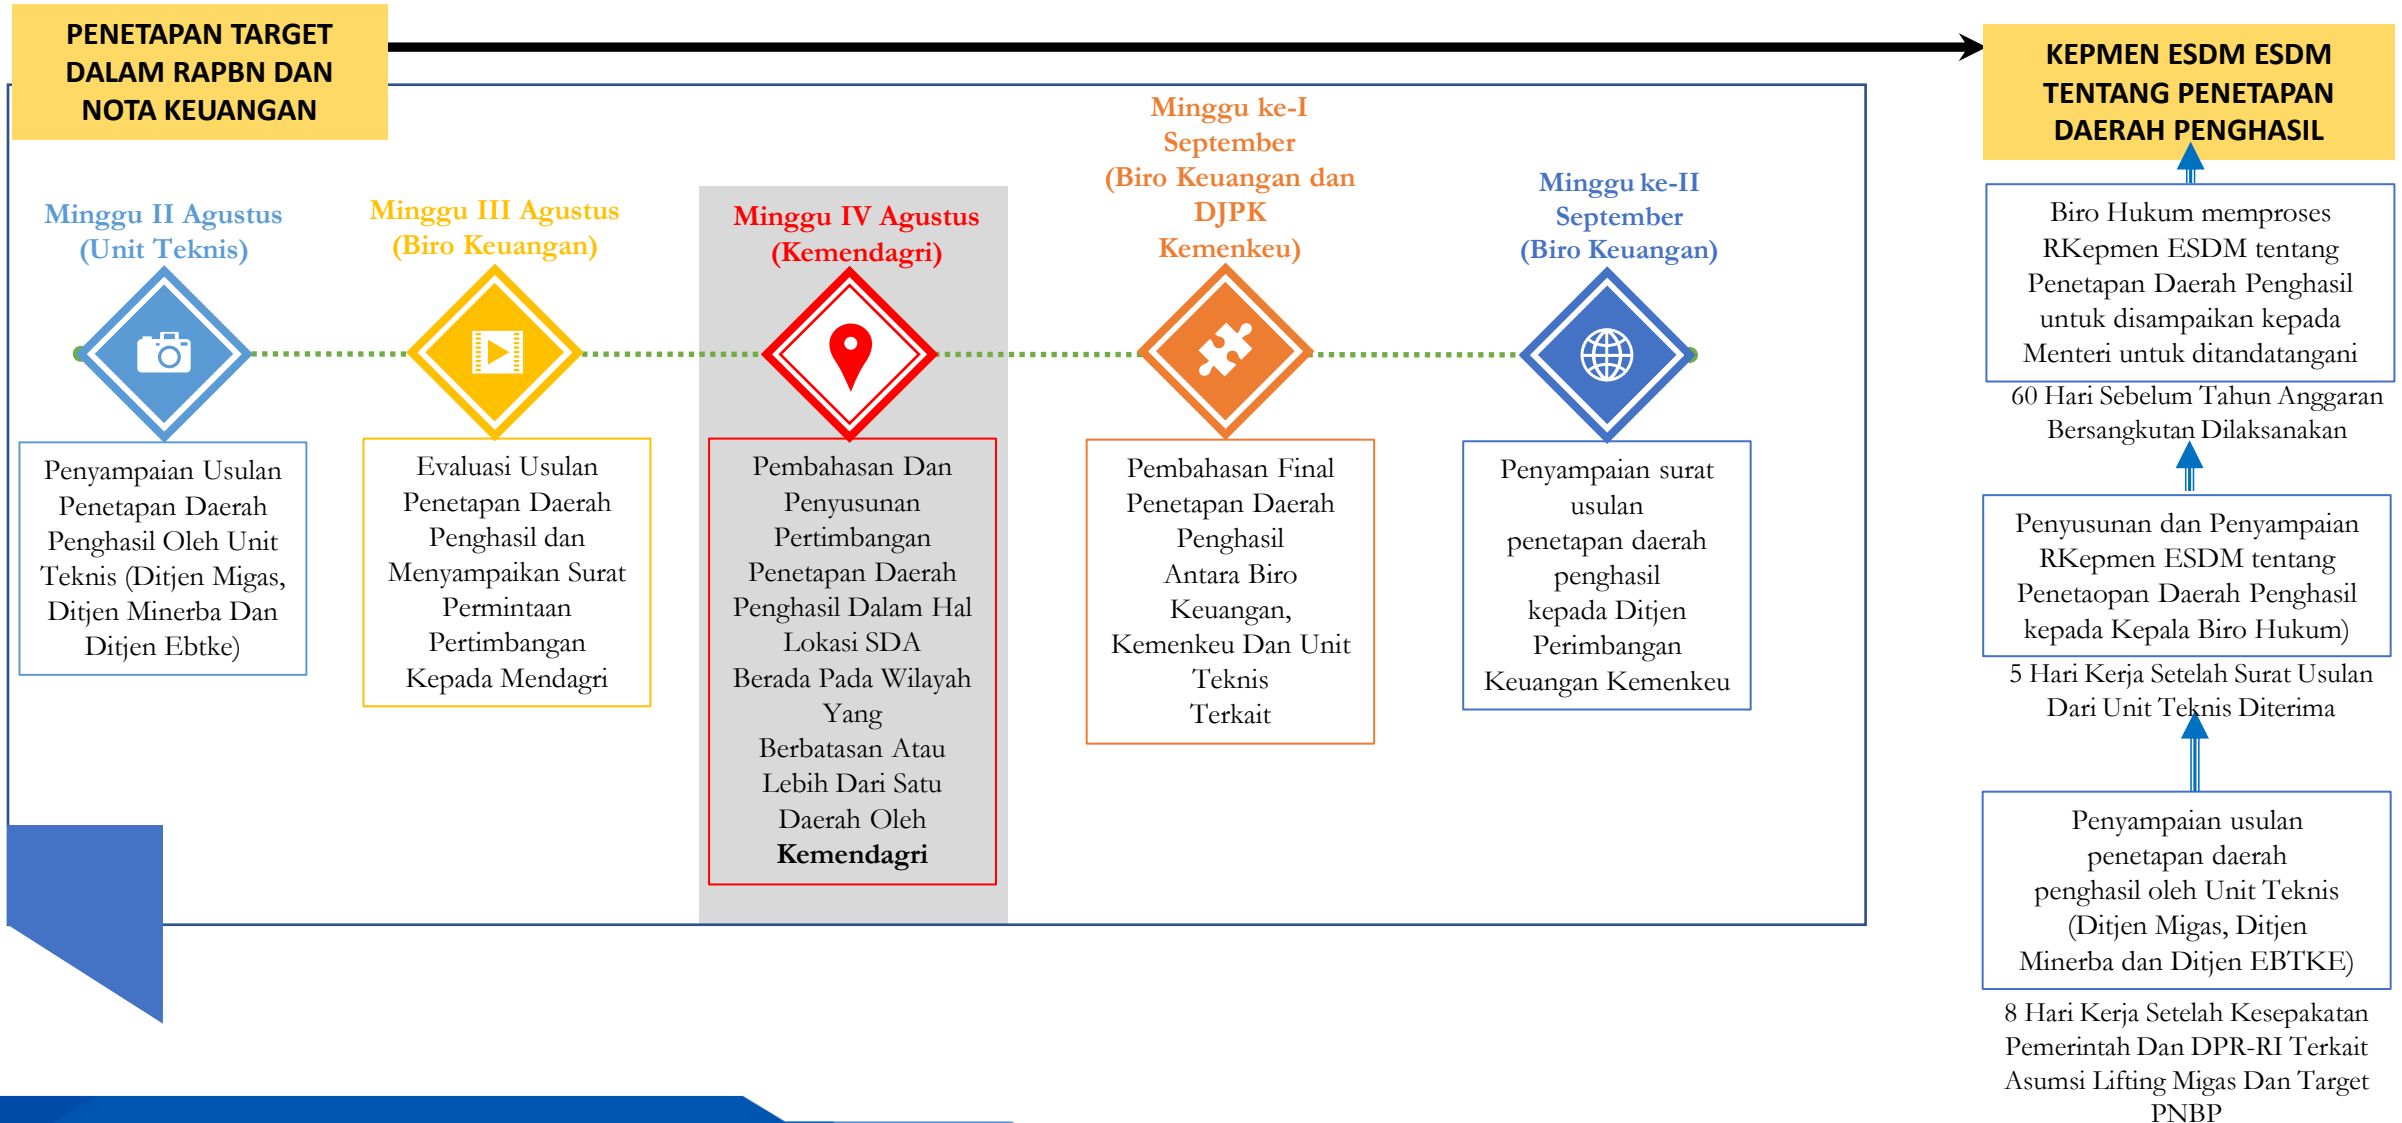 PENETAPAN TARGET
DALAM RAPBN DAN
NOTA KEUANGAN
KEPMEN ESDM ESDM
TENTANG PENETAPAN
DAERAH PENGHASIL
Minggu II Agustus
(Unit Teknis)
Penyampaian Usulan
Penetapan Daerah
Penghasil Oleh Unit
Teknis (Ditjen Migas,
Ditjen Minerba Dan
Ditjen Ebtke)
Minggu III Agustus
(Biro Keuangan)
Evaluasi Usulan
Penetapan Daerah
Penghasil dan
Menyampaikan Surat
Permintaan
Pertimbangan
Kepada Mendagri
Minggu IV Agustus
(Kemendagri)
Pembahasan Dan
Penyusunan
Pertimbangan
Penetapan Daerah
Penghasil Dalam Hal
Lokasi SDA
Berada Pada Wilayah
Yang
Berbatasan Atau
Lebih Dari Satu
Daerah Oleh
Kemendagri
Minggu ke-I
September
(Biro Keuangan dan
DJPK
Kemenkeu)
Pembahasan Final
Penetapan Daerah
Penghasil
Antara Biro
Keuangan,
Kemenkeu Dan Unit
Teknis
Terkait
Minggu ke-II
September
(Biro Keuangan)
Penyampaian surat
usulan
penetapan daerah
penghasil
kepada Ditjen
Perimbangan
Keuangan Kemenkeu
Biro Hukum memproses
RKepmen ESDM tentang
Penetapan Daerah Penghasil
untuk disampaikan kepada
Menteri untuk ditandatangani
60 Hari Sebelum Tahun Anggaran
Bersangkutan Dilaksanakan
Penyusunan dan Penyampaian
RKepmen ESDM tentang
Penetaopan Daerah Penghasil
kepada Kepala Biro Hukum)
5 Hari Kerja Setelah Surat Usulan
Dari Unit Teknis Diterima
Penyampaian usulan
penetapan daerah
penghasil oleh Unit Teknis
(Ditjen Migas, Ditjen
Minerba dan Ditjen EBTKE)
8 Hari Kerja Setelah Kesepakatan
Pemerintah Dan DPR-RI Terkait
Asumsi Lifting Migas Dan Target
PNBP